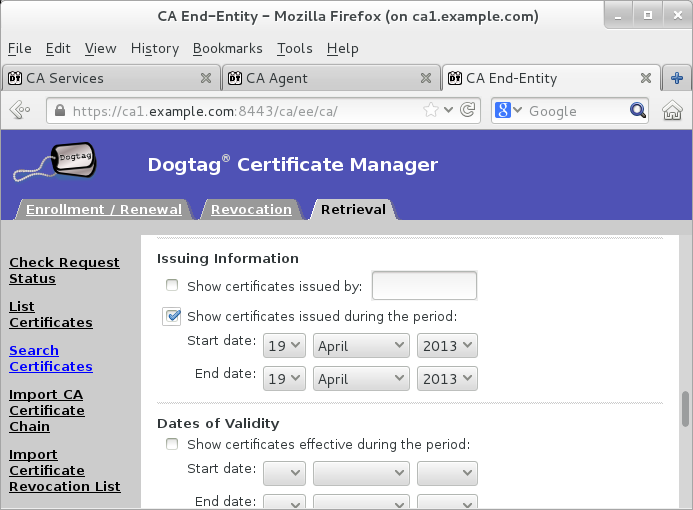 CA End-Entity - Mozilla Firefox (on ca1.example.com)
File Edit View History Bookmarks Tools Help
CA Services CA Agent CA End-Entity
https://ca1.example.com:8443/ca/ee/ca/ Google
Dogtag
Dogtag® Certificate Manager
Enrollment / Renewal Revocation Retrieval
Check Request
Status
List
Certificates
Search
Certificates
Import CA
Certificate
Chain
Import
Certificate
Revocation List
Issuing Information
Show certificates issued by:
Show certificates issued during the period:
Start date: 19 April 2013
End date: 19 April 2013
Dates of Validity
Show certificates effective during the period:
Start date:
End date: